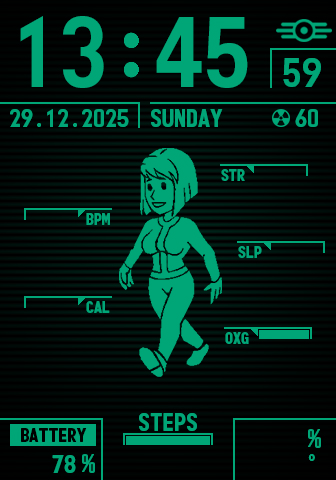 13:45
59
29.12.2025 SUNDAY 60
STR
BPM
SLP
CAL
OXG
STEPS
BATTERY
78 %
%
°